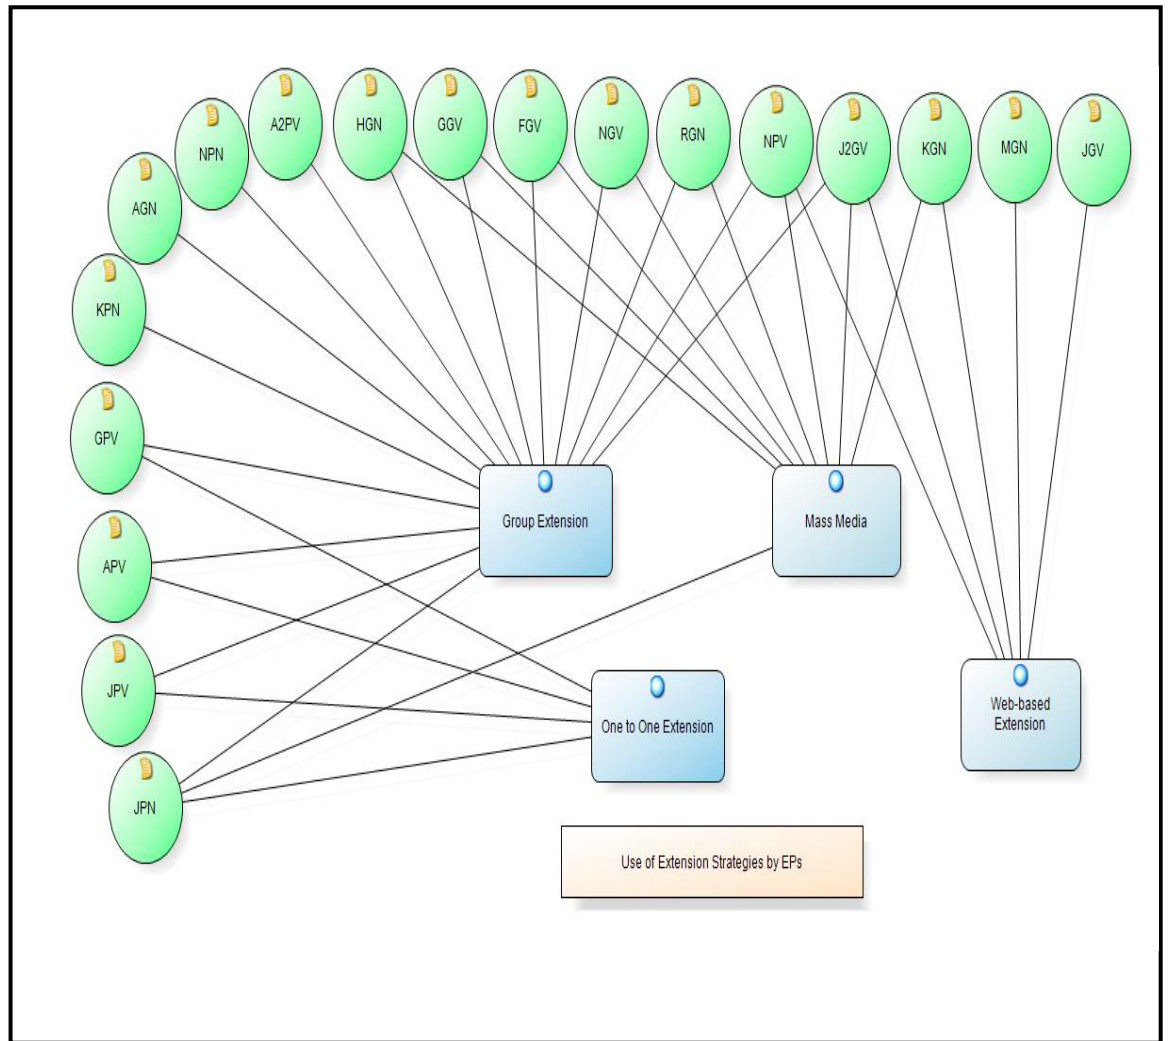 A2PV
HGN
GGV
FGV
NGV
RGN
NPV
J2GV
KGN
MGN
JGV
NPN
AGN
KPN
GPV
APV
JPV
JPN
Group Extension
Mass Media
One to One Extension
Web-based
Extension
Use of Extension Strategies by EPs